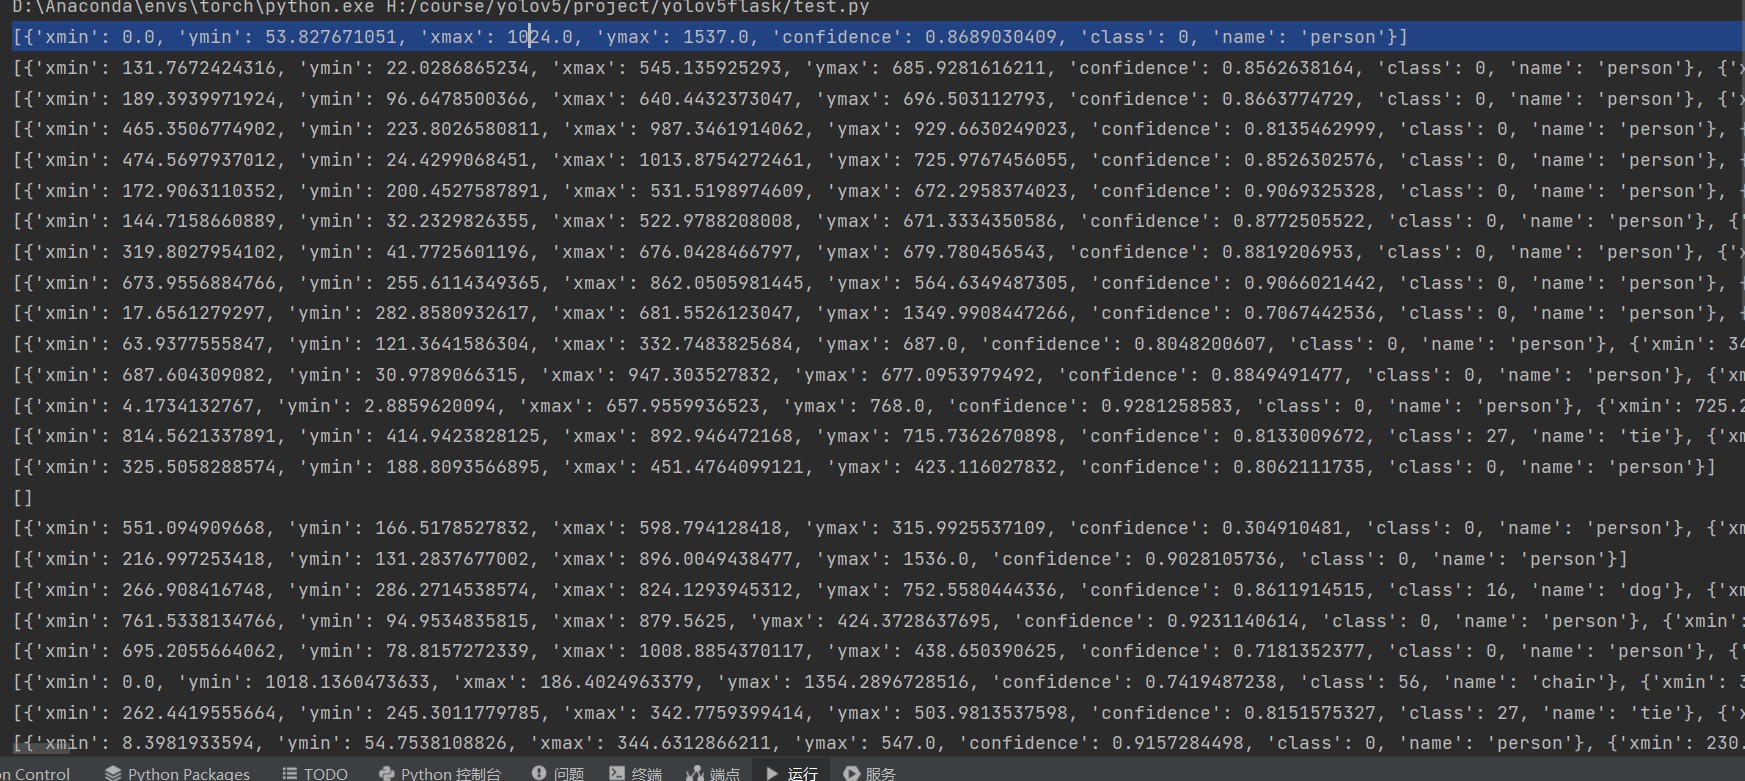 D:\Anaconda\envs\torch\python.exe H:/course/yolov5/project/yolov5flask/test.py
[{'xmin': 0.0, 'ymin': 53.827671051, 'xmax': 1024.0, 'ymax': 1537.0, 'confidence': 0.8689030409, 'class': 0, 'name': 'person'}]
[{'xmin': 131.7672424316, 'ymin': 22.0286865234, 'xmax': 545.135925293, 'ymax': 685.9281616211, 'confidence': 0.8562638164, 'class': 0, 'name': 'person'}, {'x
[{'xmin': 189.3939971924, 'ymin': 96.6478500366, 'xmax': 640.4432373047, 'ymax': 696.503112793, 'confidence': 0.8663774729, 'class': 0, 'name': 'person'}, {'x
[{'xmin': 465.3506774902, 'ymin': 223.8026580811, 'xmax': 987.3461914062, 'ymax': 929.6630249023, 'confidence': 0.8135462999, 'class': 0, 'name': 'person'}, {
[{'xmin': 474.5697937012, 'ymin': 24.4299068451, 'xmax': 1013.8754272461, 'ymax': 725.9767456055, 'confidence': 0.8526302576, 'class': 0, 'name': 'person'}, {
[{'xmin': 172.9063110352, 'ymin': 200.4527587891, 'xmax': 531.5198974609, 'ymax': 672.2958374023, 'confidence': 0.9069325328, 'class': 0, 'name': 'person'}, {
[{'xmin': 144.7158660889, 'ymin': 32.2329826355, 'xmax': 522.9788208008, 'ymax': 671.3334350586, 'confidence': 0.8772505522, 'class': 0, 'name': 'person'}, {'
[{'xmin': 319.8027954102, 'ymin': 41.7725601196, 'xmax': 676.0428466797, 'ymax': 679.780456543, 'confidence': 0.8819206953, 'class': 0, 'name': 'person'}, {'x
[{'xmin': 673.9556884766, 'ymin': 255.6114349365, 'xmax': 862.0505981445, 'ymax': 564.6349487305, 'confidence': 0.9066021442, 'class': 0, 'name': 'person'}, {
[{'xmin': 17.6561279297, 'ymin': 282.8580932617, 'xmax': 681.5526123047, 'ymax': 1349.9908447266, 'confidence': 0.7067442536, 'class': 0, 'name': 'person'}, {
[{'xmin': 63.9377555847, 'ymin': 121.3641586304, 'xmax': 332.7483825684, 'ymax': 687.0, 'confidence': 0.8048200607, 'class': 0, 'name': 'person'}, {'xmin': 34
[{'xmin': 687.604309082, 'ymin': 30.9789066315, 'xmax': 947.303527832, 'ymax': 677.0953979492, 'confidence': 0.8849491477, 'class': 0, 'name': 'person'}, {'xm
[{'xmin': 4.1734132767, 'ymin': 2.8859620094, 'xmax': 657.9559936523, 'ymax': 768.0, 'confidence': 0.9281258583, 'class': 0, 'name': 'person'}, {'xmin': 725.2
[{'xmin': 814.5621337891, 'ymin': 414.9423828125, 'xmax': 892.946472168, 'ymax': 715.7362670898, 'confidence': 0.8133009672, 'class': 27, 'name': 'tie'}, {'xm
[{'xmin': 325.5058288574, 'ymin': 188.8093566895, 'xmax': 451.4764099121, 'ymax': 423.116027832, 'confidence': 0.8062111735, 'class': 0, 'name': 'person'}]
[]
[{'xmin': 551.094909668, 'ymin': 166.5178527832, 'xmax': 598.794128418, 'ymax': 315.9925537109, 'confidence': 0.304910481, 'class': 0, 'name': 'person'}, {'xm
[{'xmin': 216.997253418, 'ymin': 131.2837677002, 'xmax': 896.0049438477, 'ymax': 1536.0, 'confidence': 0.9028105736, 'class': 0, 'name': 'person'}]
[{'xmin': 266.908416748, 'ymin': 286.2714538574, 'xmax': 824.1293945312, 'ymax': 752.5580444336, 'confidence': 0.8611914515, 'class': 16, 'name': 'dog'}, {'xm
[{'xmin': 761.5338134766, 'ymin': 94.9534835815, 'xmax': 879.5625, 'ymax': 424.3728637695, 'confidence': 0.9231140614, 'class': 0, 'name': 'person'}, {'xmin':
[{'xmin': 695.2055664062, 'ymin': 78.8157272339, 'xmax': 1008.8854370117, 'ymax': 438.650390625, 'confidence': 0.7181352377, 'class': 0, 'name': 'person'}, {'
[{'xmin': 0.0, 'ymin': 1018.1360473633, 'xmax': 186.4024963379, 'ymax': 1354.2896728516, 'confidence': 0.7419487238, 'class': 56, 'name': 'chair'}, {'xmin': 3
[{'xmin': 262.4419555664, 'ymin': 245.3011779785, 'xmax': 342.7759399414, 'ymax': 503.9813537598, 'confidence': 0.8151575327, 'class': 27, 'name': 'tie'}, {'x
[{'xmin': 8.3981933594, 'ymin': 54.7538108826, 'xmax': 344.6312866211, 'ymax': 547.0, 'confidence': 0.9157284498, 'class': 0, 'name': 'person'}, {'xmin': 230.
on Control Python Packages TODO Python 控制台 问题 终端 端点 运行 服务